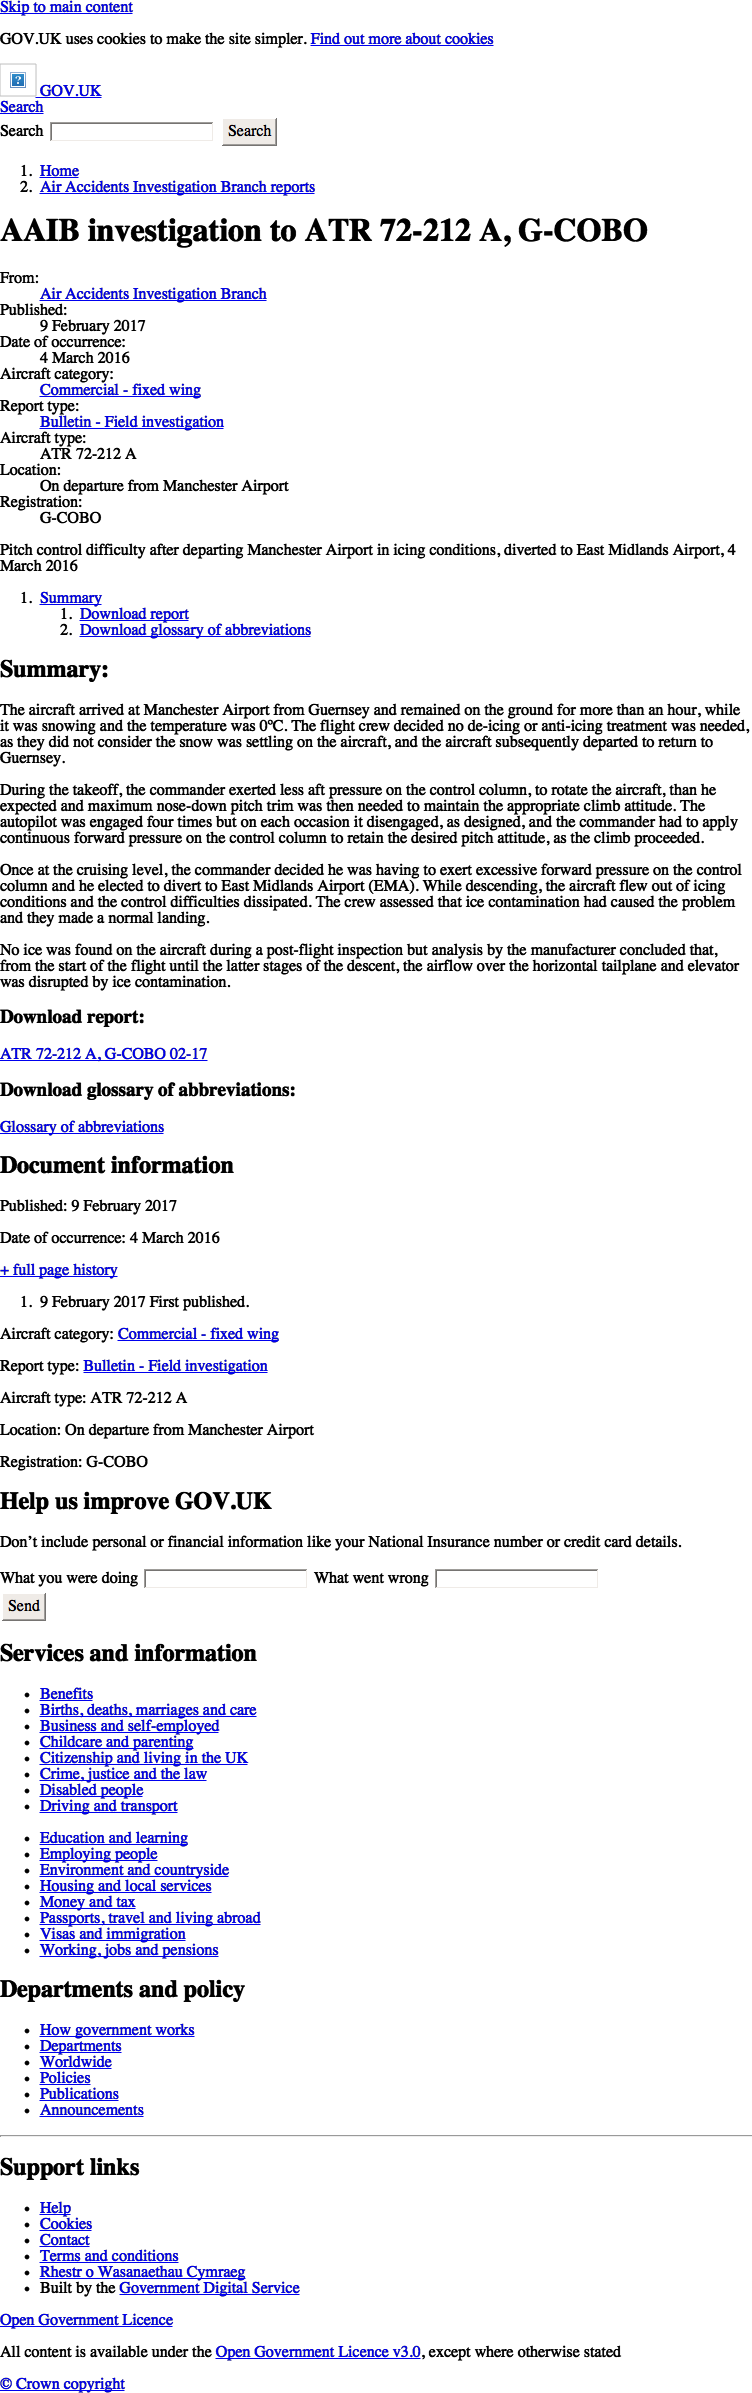 Skip to main content
GOV.UK uses cookies to make the site simpler. Find out more about cookies
GOV.UK
Search
Search Search
1. Home
2. Air Accidents Investigation Branch reports
AAIB investigation to ATR 72-212 A, G-COBO
From:
Air Accidents Investigation Branch
Published:
9 February 2017
Date of occurrence:
4 March 2016
Aircraft category:
Commercial - fixed wing
Report type:
Bulletin - Field investigation
Aircraft type:
ATR 72-212 A
Location:
On departure from Manchester Airport
Registration:
G-COBO
Pitch control difficulty after departing Manchester Airport in icing conditions, diverted to East Midlands Airport, 4
March 2016
1. Summary
1. Download report
2. Download glossary of abbreviations
Summary:
The aircraft arrived at Manchester Airport from Guernsey and remained on the ground for more than an hour, while
it was snowing and the temperature was 0ºC. The flight crew decided no de-icing or anti-icing treatment was needed,
as they did not consider the snow was settling on the aircraft, and the aircraft subsequently departed to return to
Guernsey.
During the takeoff, the commander exerted less aft pressure on the control column, to rotate the aircraft, than he
expected and maximum nose-down pitch trim was then needed to maintain the appropriate climb attitude. The
autopilot was engaged four times but on each occasion it disengaged, as designed, and the commander had to apply
continuous forward pressure on the control column to retain the desired pitch attitude, as the climb proceeded.
Once at the cruising level, the commander decided he was having to exert excessive forward pressure on the control
column and he elected to divert to East Midlands Airport (EMA). While descending, the aircraft flew out of icing
conditions and the control difficulties dissipated. The crew assessed that ice contamination had caused the problem
and they made a normal landing.
No ice was found on the aircraft during a post-flight inspection but analysis by the manufacturer concluded that,
from the start of the flight until the latter stages of the descent, the airflow over the horizontal tailplane and elevator
was disrupted by ice contamination.
Download report:
ATR 72-212 A, G-COBO 02-17
Download glossary of abbreviations:
Glossary of abbreviations
Document information
Published: 9 February 2017
Date of occurrence: 4 March 2016
+ full page history
1. 9 February 2017 First published.
Aircraft category: Commercial - fixed wing
Report type: Bulletin - Field investigation
Aircraft type: ATR 72-212 A
Location: On departure from Manchester Airport
Registration: G-COBO
Help us improve GOV.UK
Don’t include personal or financial information like your National Insurance number or credit card details.
What you were doing What went wrong
Send
Services and information
• Benefits
• Births, deaths, marriages and care
• Business and self-employed
• Childcare and parenting
• Citizenship and living in the UK
• Crime, justice and the law
• Disabled people
• Driving and transport
• Education and learning
• Employing people
• Environment and countryside
• Housing and local services
• Money and tax
• Passports, travel and living abroad
• Visas and immigration
• Working, jobs and pensions
Departments and policy
• How government works
• Departments
• Worldwide
• Policies
• Publications
• Announcements
Support links
• Help
• Cookies
• Contact
• Terms and conditions
• Rhestr o Wasanaethau Cymraeg
• Built by the Government Digital Service
Open Government Licence
All content is available under the Open Government Licence v3.0, except where otherwise stated
© Crown copyright